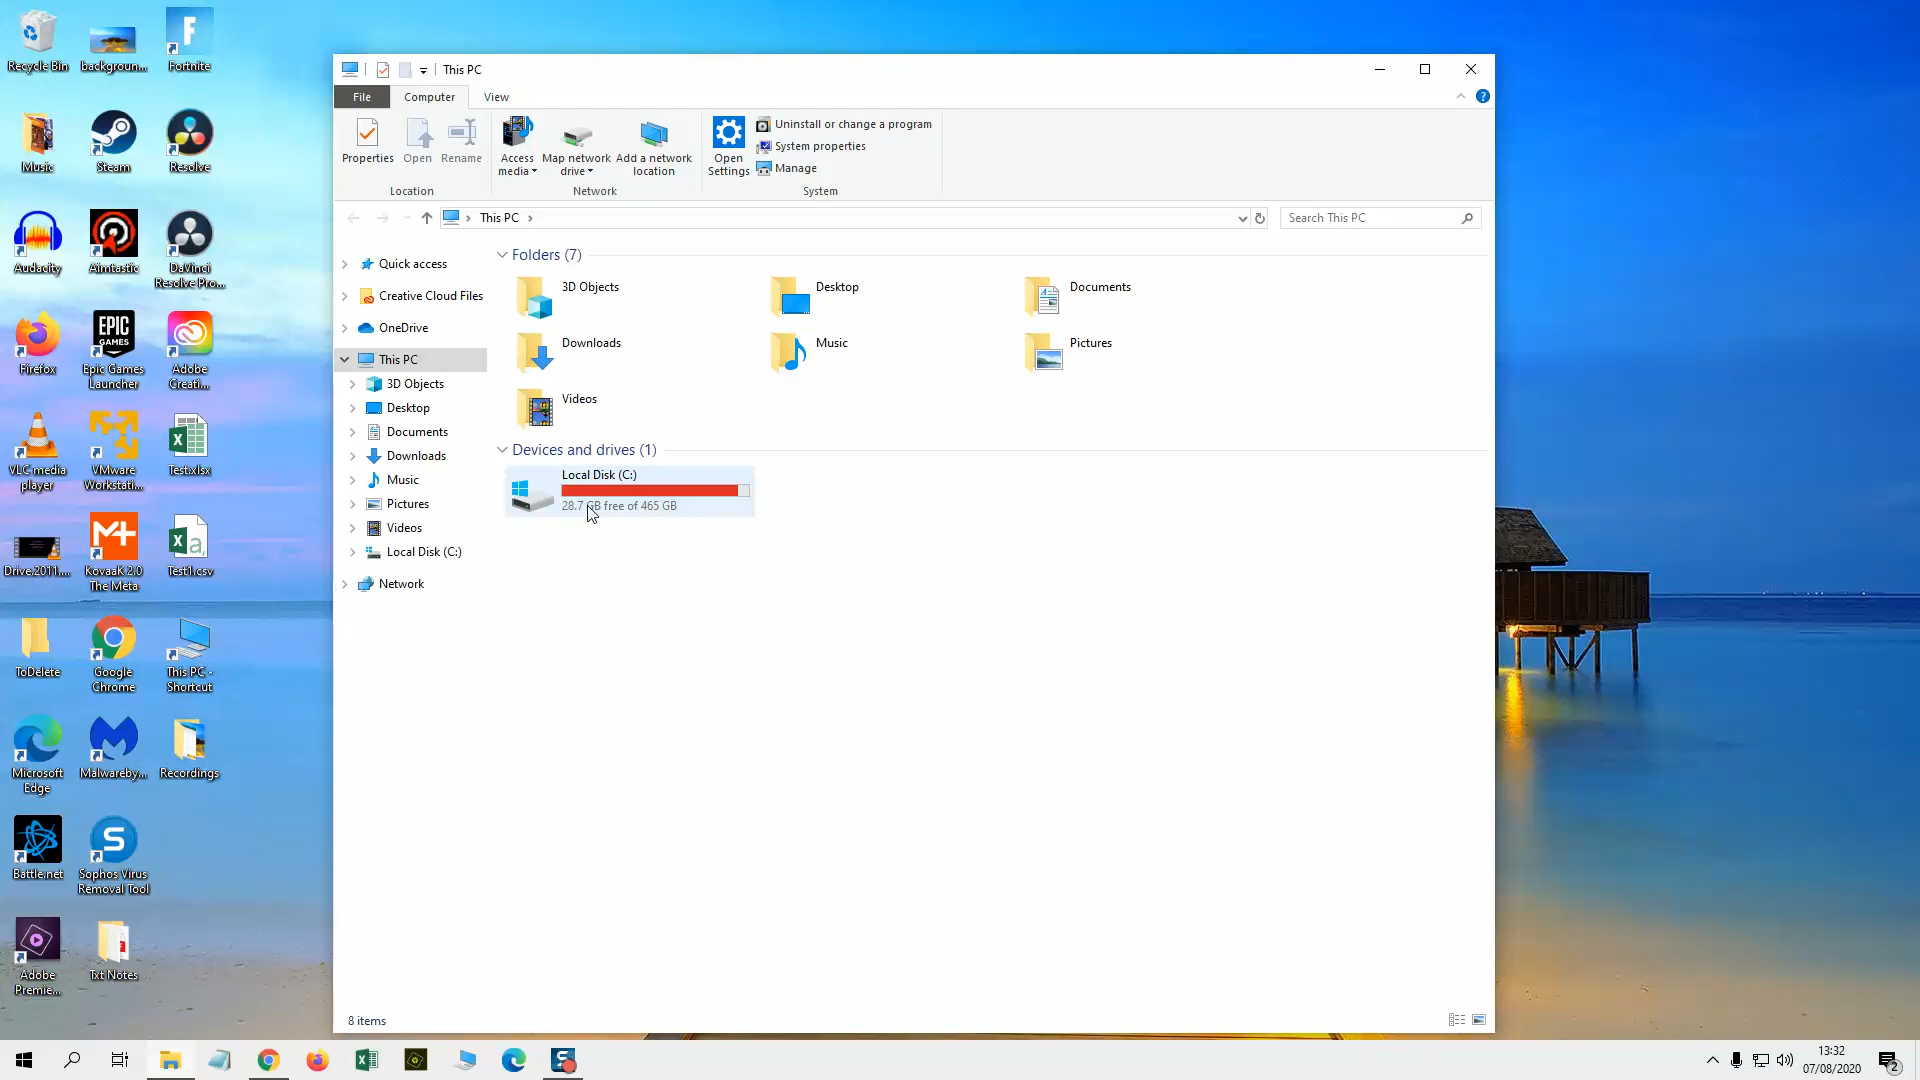 Recycle Bin
backgroun...
Fortnite
Music
Steam
Resolve
Audacity
Aimtastic
DaVinci
Resolve Pro...
Firefox
EPIC
GAMES
Epic Games
Launcher
Adobe
Creati...
VLC media
player
VMware
Workstati...
Test.xlsx
Drive.2011....
KovaaK 2.0
The Meta
Test1.csv
ToDelete
Google
Chrome
This PC -
Shortcut
Microsoft
Edge
Malwareby...
Recordings
Battle.net
Sophos Virus
Removal Tool
Adobe
Premie...
Txt Notes
This PC
File
Computer
View
Properties
Open
Rename
Location
Access
media
Map network
drive
Add a network
location
Network
Open
Settings
Uninstall or change a program
System properties
Manage
System
This PC
Search This PC
Quick access
Creative Cloud Files
OneDrive
This PC
3D Objects
Desktop
Documents
Downloads
Music
Pictures
Videos
Local Disk (C:)
Network
Folders (7)
3D Objects
Desktop
Documents
Downloads
Music
Pictures
Videos
Devices and drives (1)
Local Disk (C:)
28.7 GB free of 465 GB
8 items
13:32
07/08/2020
2